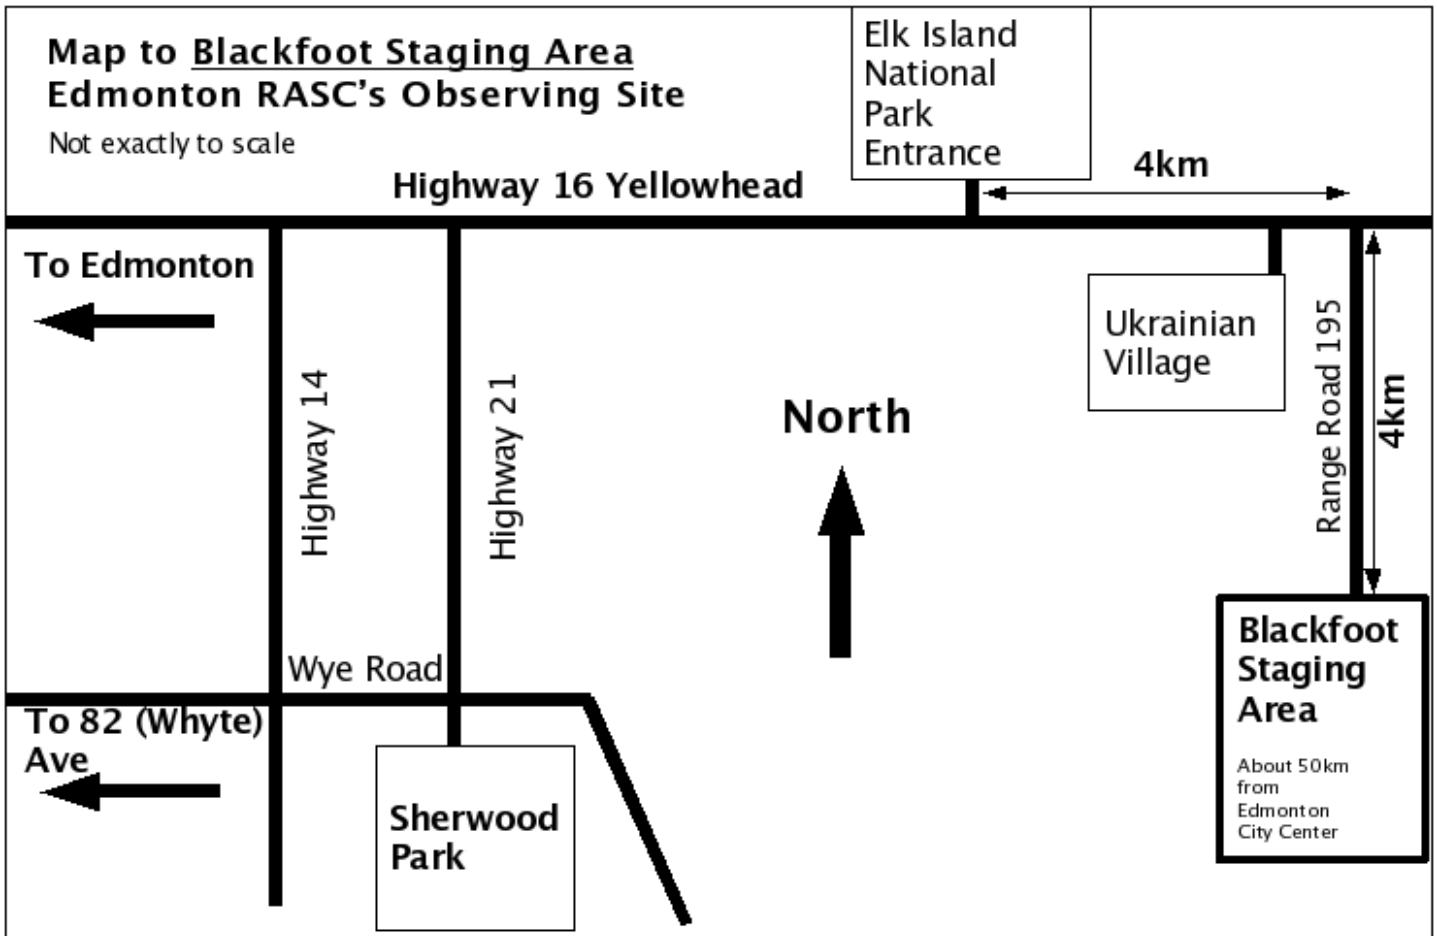 Map to Blackfoot Staging Area
Edmonton RASC's Observing Site
Not exactly to scale
Elk Island
National
Park
Entrance
4km
Highway 16 Yellowhead
To Edmonton
Highway 14
Highway 21
North
Ukrainian
Village
Range Road 195
4km
Wye Road
To 82 (Whyte)
Ave
Sherwood
Park
Blackfoot
Staging
Area
About 50km
from
Edmonton
City Center